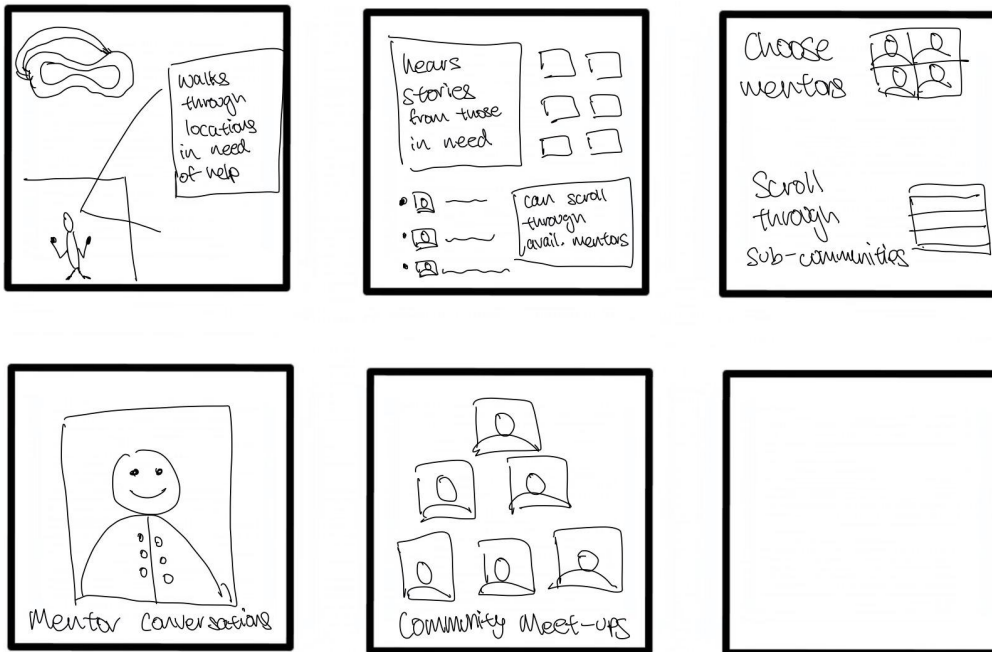 walks
through
locations
in need
of help
hears
stories
from those
in need
can scroll
through
avail. mentors
Choose
mentors
Scroll
through
sub-communities
Mentor Conversations
Community Meet-ups